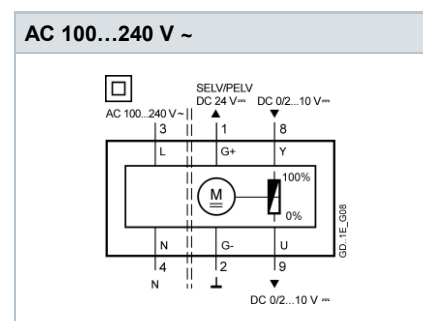 AC 100...240 V ~
SELV/PELV
DC 24 V⎓ DC 0/2...10 V⎓
AC 100...240 V~
3 1 8
L G+ Y
100%
M
0%
N G- U
4 2 9
N
DC 0/2...10 V ⎓
GD..1E_G08